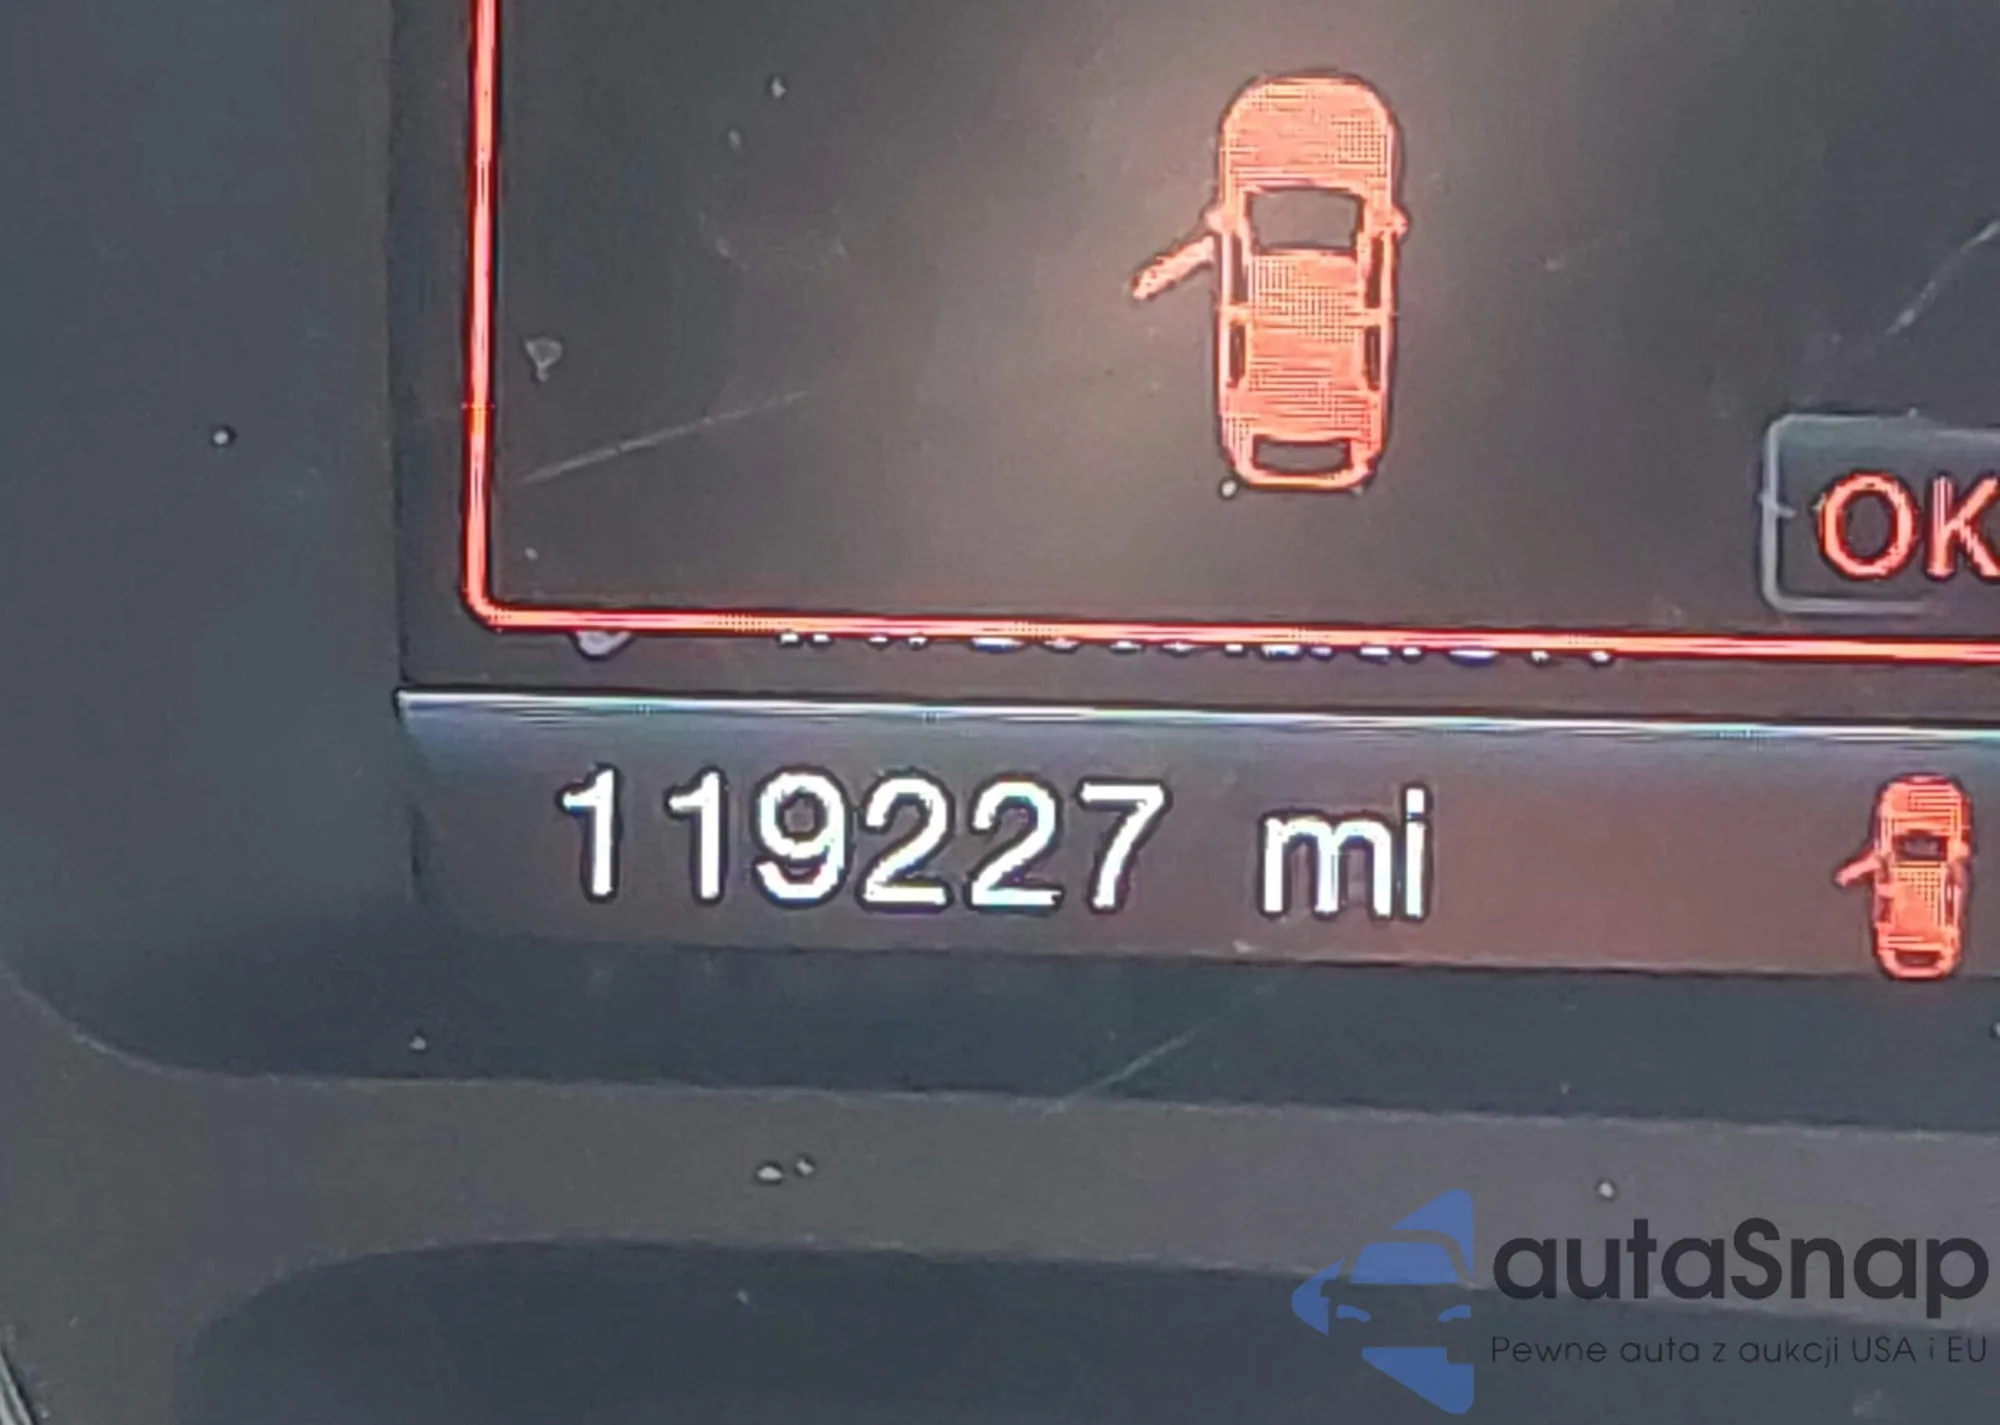 OK
119227 mi
autaSnap
Pewne auta z aukcji USA i EU